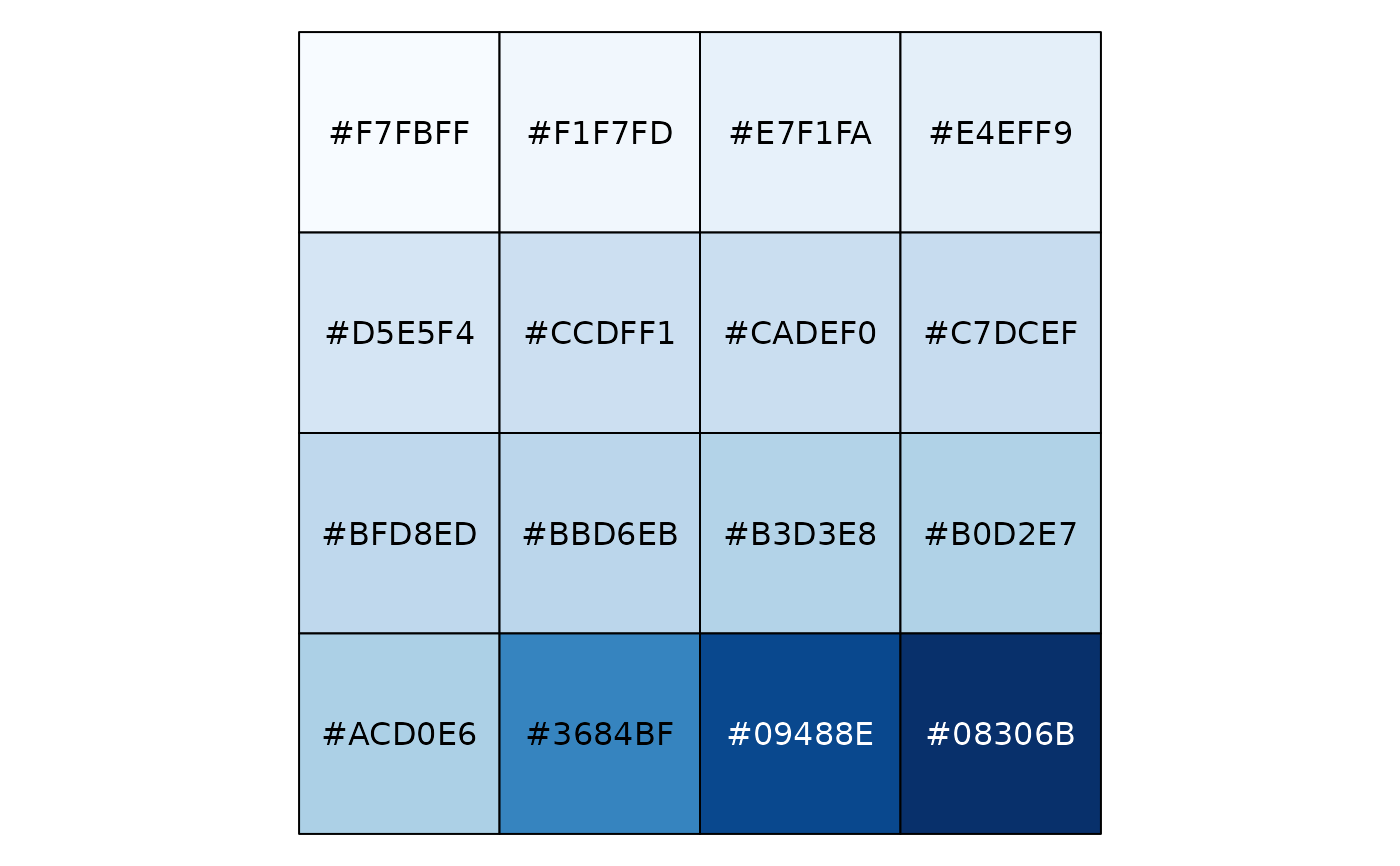 #F7FBFF #F1F7FD #E7F1FA #E4EFF9
#D5E5F4 #CCDFF1 #CADEF0 #C7DCEF
#BFD8ED #BBD6EB #B3D3E8 #B0D2E7
#ACD0E6 #3684BF #09488E #08306B